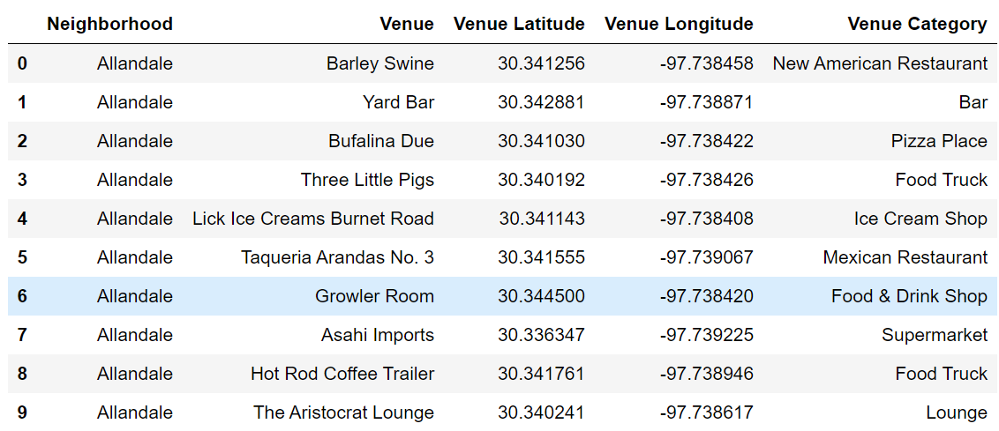 Neighborhood Venue Venue Latitude Venue Longitude Venue Category
0 Allandale Barley Swine 30.341256 -97.738458 New American Restaurant
1 Allandale Yard Bar 30.342881 -97.738871 Bar
2 Allandale Bufalina Due 30.341030 -97.738422 Pizza Place
3 Allandale Three Little Pigs 30.340192 -97.738426 Food Truck
4 Allandale Lick Ice Creams Burnet Road 30.341143 -97.738408 Ice Cream Shop
5 Allandale Taqueria Arandas No. 3 30.341555 -97.739067 Mexican Restaurant
6 Allandale Growler Room 30.344500 -97.738420 Food & Drink Shop
7 Allandale Asahi Imports 30.336347 -97.739225 Supermarket
8 Allandale Hot Rod Coffee Trailer 30.341761 -97.738946 Food Truck
9 Allandale The Aristocrat Lounge 30.340241 -97.738617 Lounge